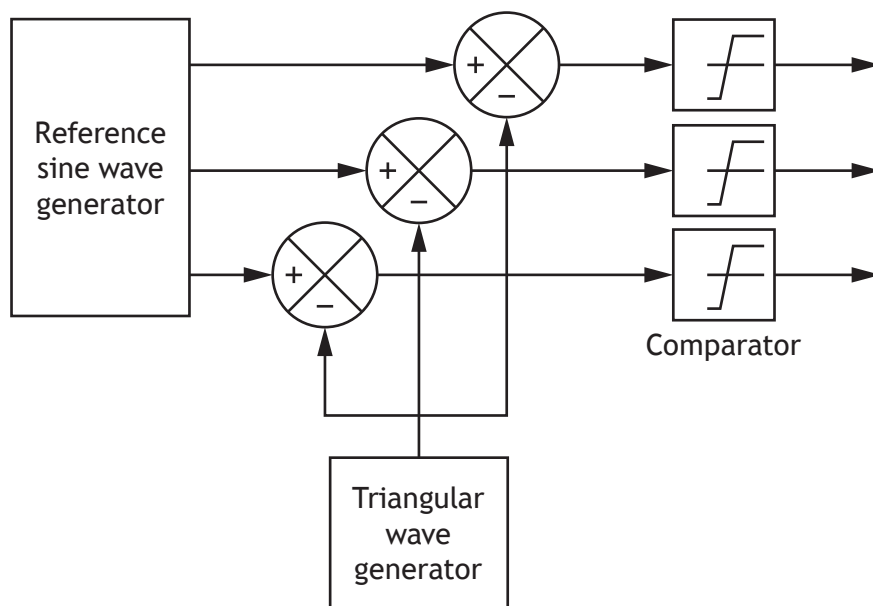 Reference
sine wave
generator
+
−
+
−
+
−
Comparator
Triangular
wave
generator